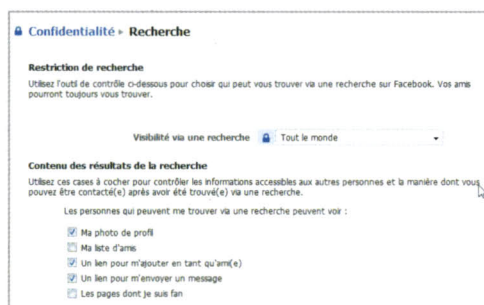 Confidentialité ▸ Recherche
Restriction de recherche
Utilisez l'outil de contrôle ci-dessous pour choisir qui peut vous trouver via une recherche sur Facebook. Vos amis
pourront toujours vous trouver.
Visibilité via une recherche Tout le monde
Contenu des résultats de la recherche
Utilisez ces cases à cocher pour contrôler les informations accessibles aux autres personnes et la manière dont vous
pouvez être contacté(e) après avoir été trouvé(e) via une recherche.
Les personnes qui peuvent me trouver via une recherche peuvent voir :
Ma photo de profil
Ma liste d'amis
Un lien pour m'ajouter en tant qu'ami(e)
Un lien pour m'envoyer un message
Les pages dont je suis fan